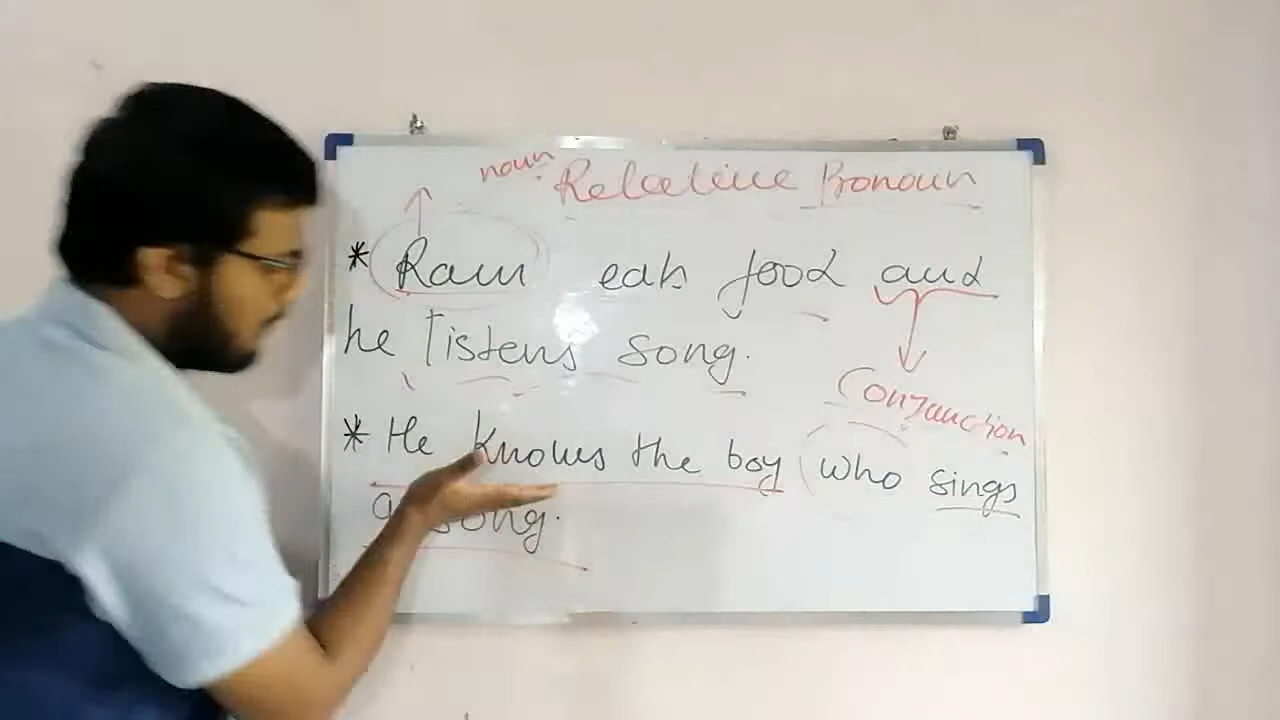 noun Relative Pronoun
* Ram eats food and
he listens song.
Conjunction
* He knows the boy who sings
a song.